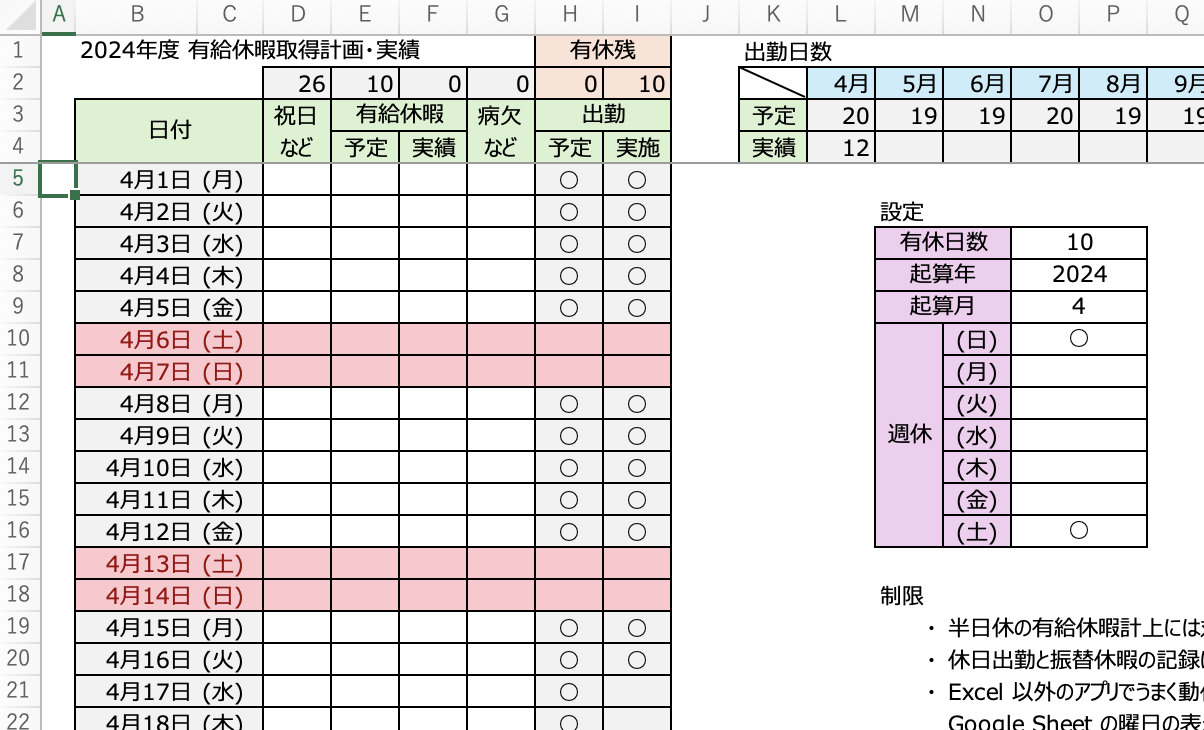 A B C D E F G H I J K L M N O P Q
1 2024年度 有給休暇取得計画・実績 有休残 出勤日数
2 26 10 0 0 0 10 4月 5月 6月 7月 8月 9月
3 日付 祝日 有給休暇 病欠 出勤 予定 20 19 19 20 19 19
4 など 予定 実績 など 予定 実施 実績 12
5 4月1日 (月) ○ ○
6 4月2日 (火) ○ ○ 設定
7 4月3日 (水) ○ ○ 有休日数 10
8 4月4日 (木) ○ ○ 起算年 2024
9 4月5日 (金) ○ ○ 起算月 4
10 4月6日 (土) 週休 (日) ○
11 4月7日 (日) (月)
12 4月8日 (月) ○ ○ (火)
13 4月9日 (火) ○ ○ (水)
14 4月10日 (水) ○ ○ (木)
15 4月11日 (木) ○ ○ (金)
16 4月12日 (金) ○ ○ (土) ○
17 4月13日 (土)
18 4月14日 (日) 制限
19 4月15日 (月) ○ ○ ・ 半日休の有給休暇計上には
20 4月16日 (火) ○ ○ ・ 休日出勤と振替休暇の記録
21 4月17日 (水) ○ ・ Excel 以外のアプリでうまく動
22 4月18日 (木) ○ Google Sheet の曜日の表